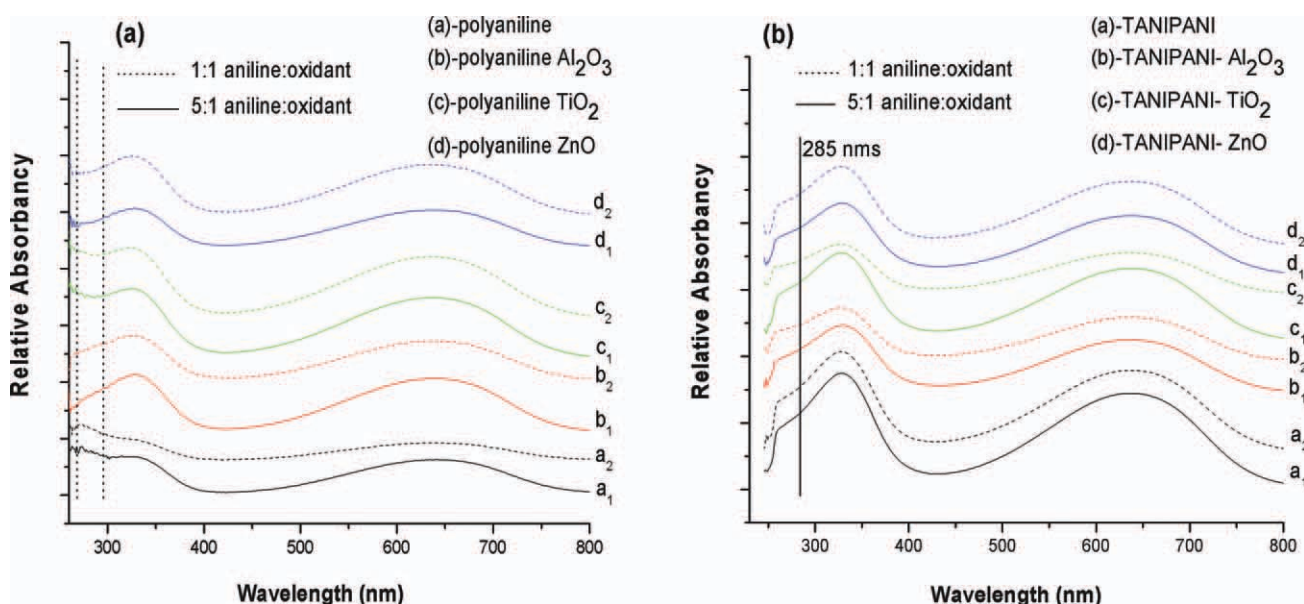 (a)
(a)-polyaniline
(b)-polyaniline Al2O3
(c)-polyaniline TiO2
(d)-polyaniline ZnO
1:1 aniline:oxidant
5:1 aniline:oxidant
Relative Absorbancy
d2
d1
c2
c1
b2
b1
a2
a1
300 400 500 600 700 800
Wavelength (nm)
(b)
(a)-TANIPANI
(b)-TANIPANI- Al2O3
(c)-TANIPANI- TiO2
(d)-TANIPANI- ZnO
1:1 aniline:oxidant
5:1 aniline:oxidant
285 nms
Relative Absorbancy
d2
d1
c2
c1
b2
b1
a2
a1
300 400 500 600 700 800
Wavelength (nm)